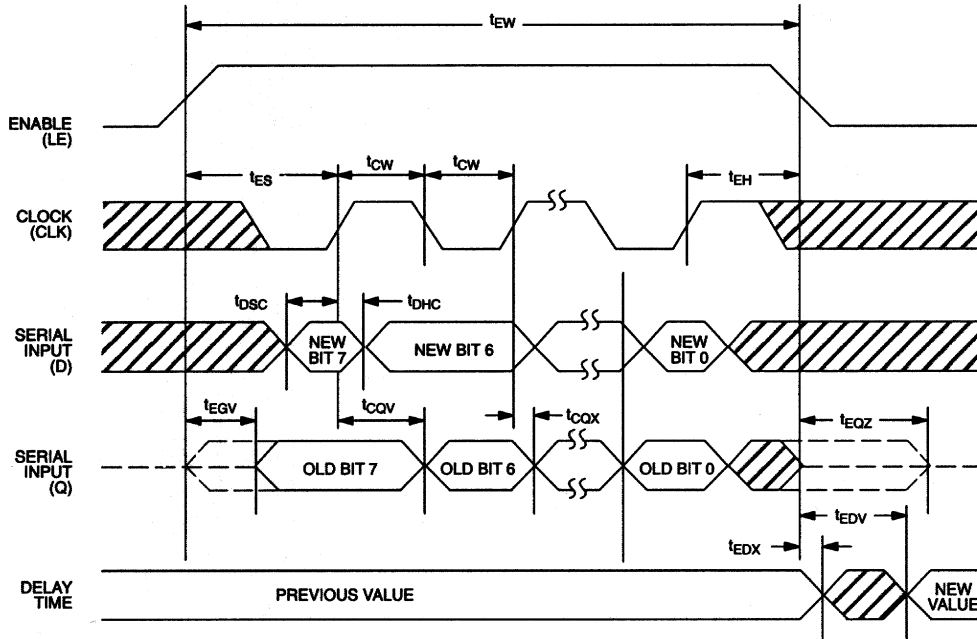 tEW
ENABLE
(LE)
tES
tCW
tCW
tEH
CLOCK
(CLK)
tDSC
tDHC
SERIAL
INPUT
(D)
NEW
BIT 7
NEW BIT 6
NEW
BIT 0
tEGV
tCQV
tCQX
tEQZ
SERIAL
INPUT
(Q)
OLD BIT 7
OLD BIT 6
OLD BIT 0
tEDV
tEDX
DELAY
TIME
PREVIOUS VALUE
NEW
VALUE